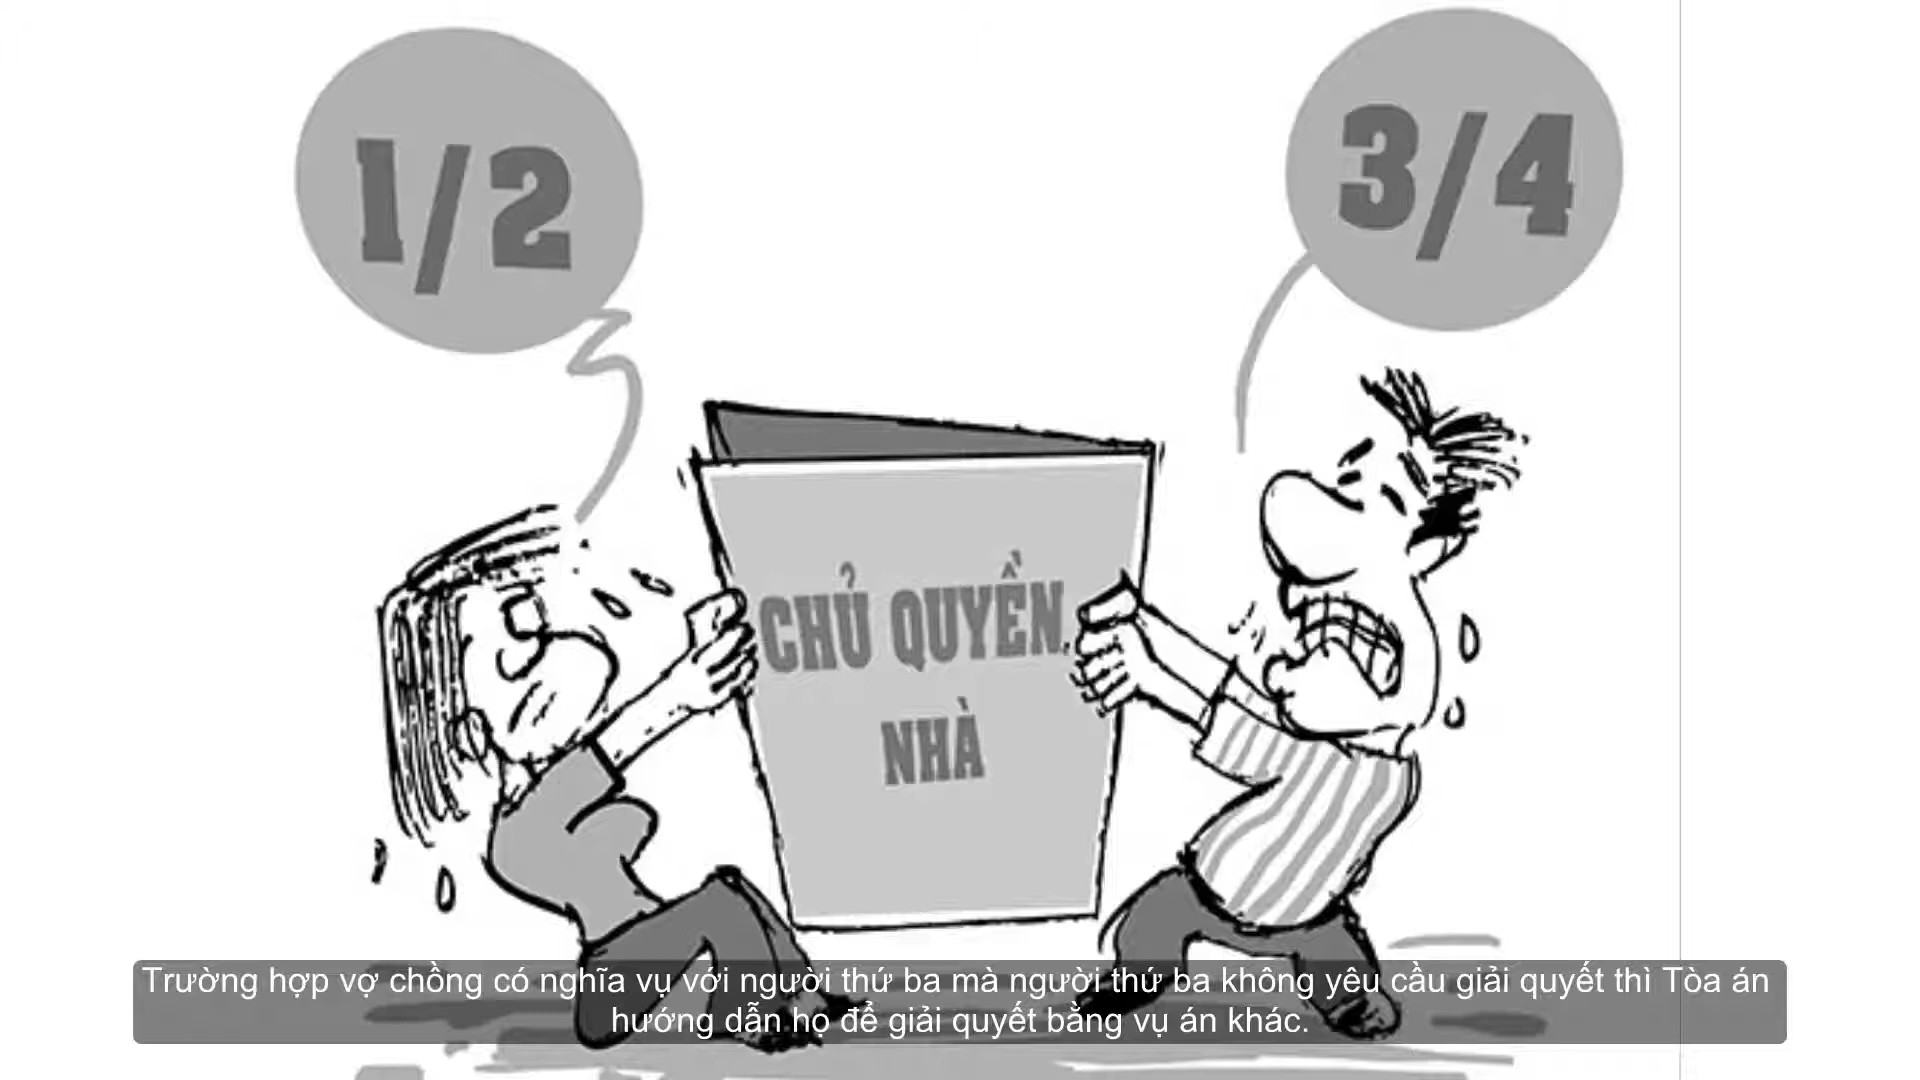 1/2
3/4
CHỦ QUYỀN
NHÀ
Trường hợp vợ chồng có nghĩa vụ với người thứ ba mà người thứ ba không yêu cầu giải quyết thì Tòa án
hướng dẫn họ để giải quyết bằng vụ án khác.